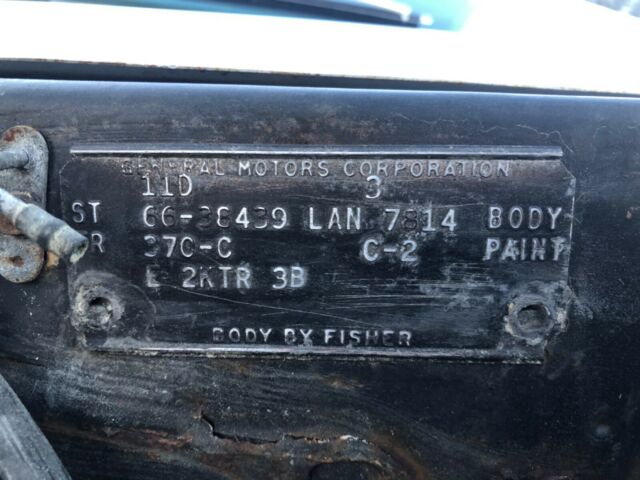 GENERAL MOTORS CORPORATION
11D 3
ST 66-38439 LAN 7814 BODY
TR 370-C C-2 PAINT
E 2KTR 3B
BODY BY FISHER